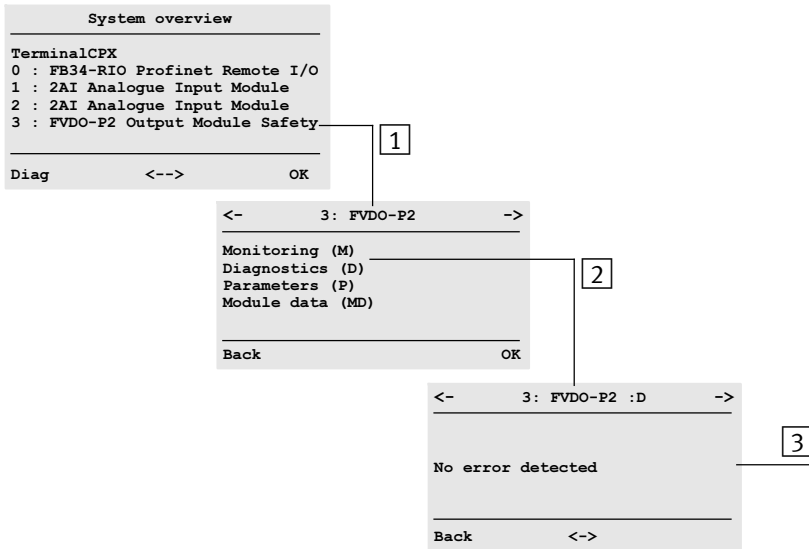 System overview
TerminalCPX
0 : FB34-RIO Profinet Remote I/O
1 : 2AI Analogue Input Module
2 : 2AI Analogue Input Module
3 : FVDO-P2 Output Module Safety
Diag <--> OK
1
<- 3: FVDO-P2 ->
Monitoring (M)
Diagnostics (D)
Parameters (P)
Module data (MD)
Back OK
2
<- 3: FVDO-P2 :D ->
No error detected
Back <->
3